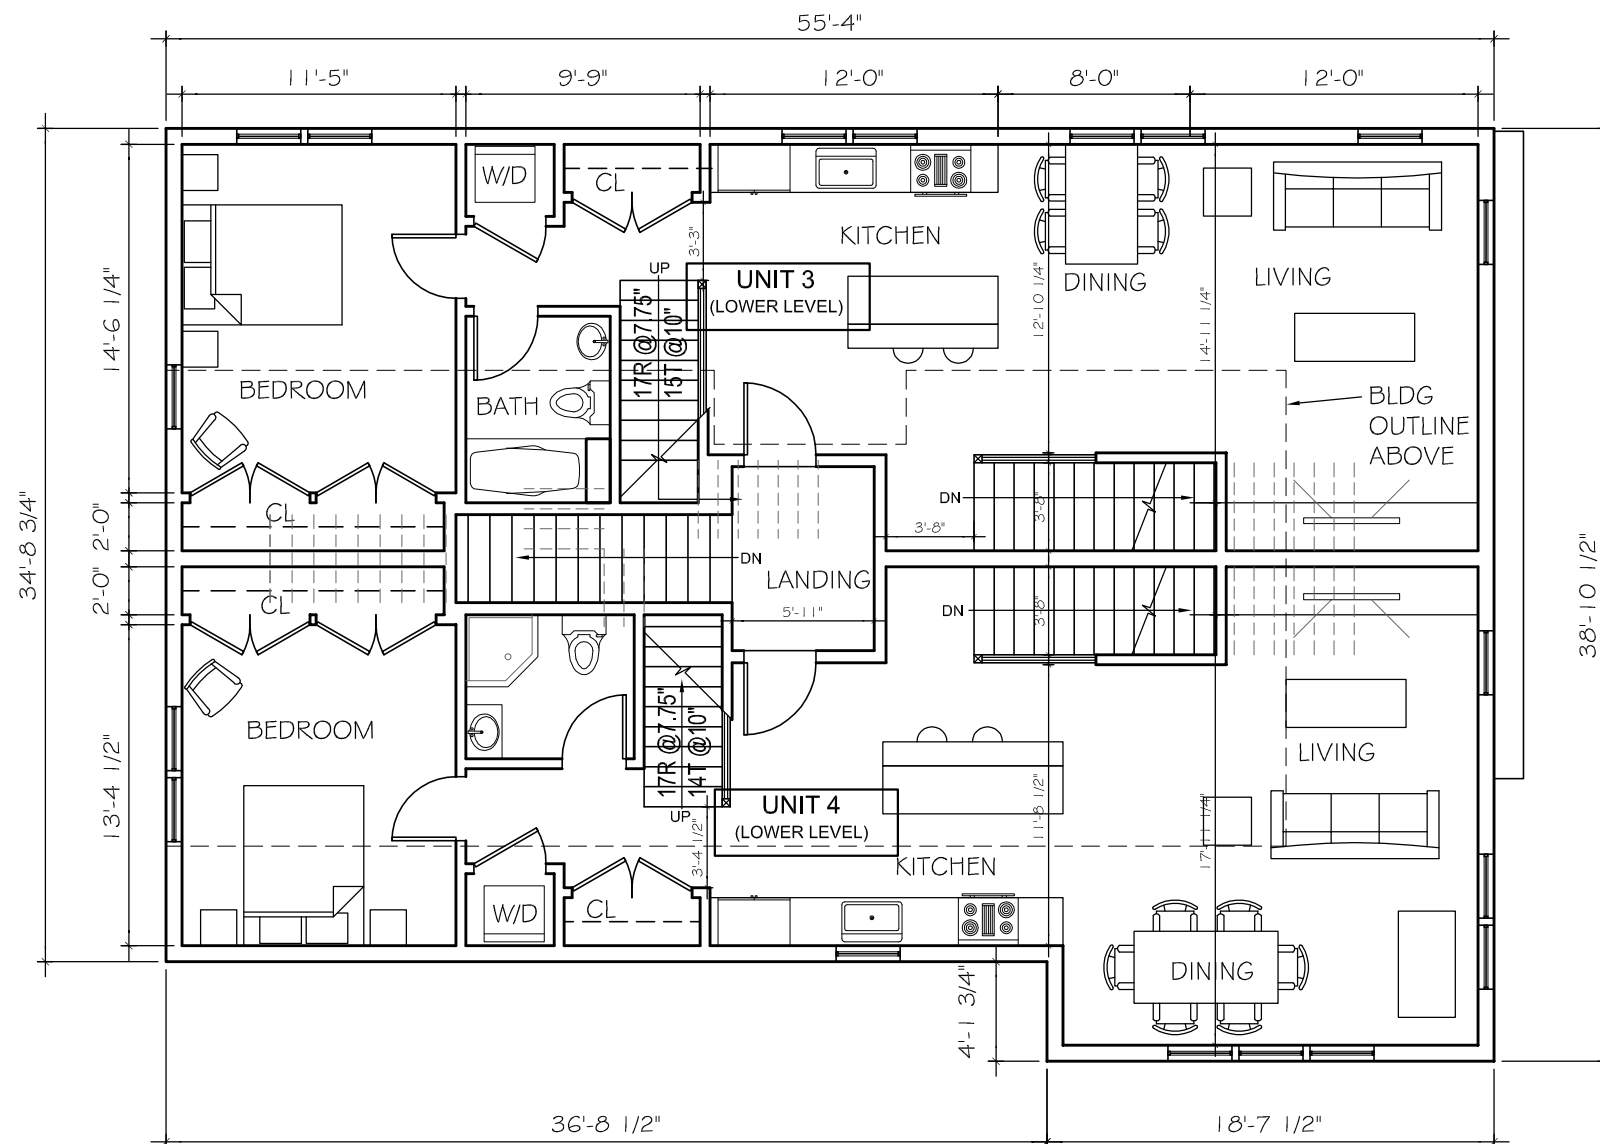 55'-4"
11'-5"
9'-9"
12'-0"
8'-0"
12'-0"
W/D
CL
KITCHEN
3'-3"
UP
UNIT 3
(LOWER LEVEL)
DINING
LIVING
12'-10 1/4"
14'-11 1/4"
14'-6 1/4"
17R @7.75"
15T @10"
BEDROOM
BATH
BLDG
OUTLINE
ABOVE
34'-8 3/4"
2'-0"
CL
DN
3'-8"
3'-8"
DN
LANDING
38'-10 1/2"
2'-0"
CL
5'-11"
DN
3'-8"
BEDROOM
17R @7.75"
14T @10"
LIVING
13'-4 1/2"
UP
UNIT 4
(LOWER LEVEL)
3'-4 1/2"
11'-8 1/2"
17'-11 1/4"
KITCHEN
W/D
CL
DINING
4'-1 3/4"
36'-8 1/2"
18'-7 1/2"